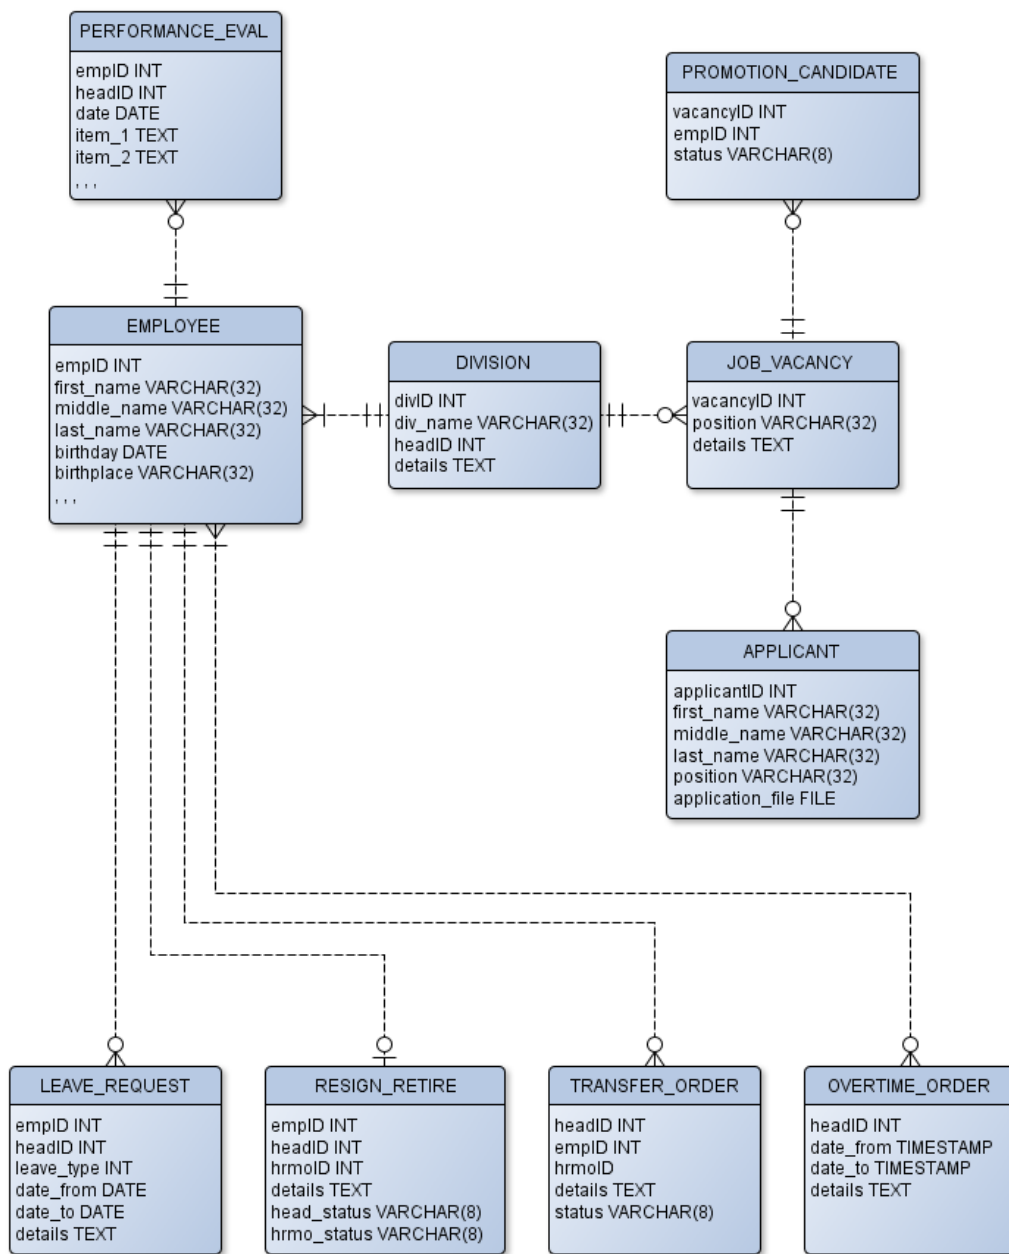 PERFORMANCE_EVAL
empID INT
headID INT
date DATE
item_1 TEXT
item_2 TEXT
, , ,
PROMOTION_CANDIDATE
vacancyID INT
empID INT
status VARCHAR(8)
EMPLOYEE
empID INT
first_name VARCHAR(32)
middle_name VARCHAR(32)
last_name VARCHAR(32)
birthday DATE
birthplace VARCHAR(32)
, , ,
DIVISION
divID INT
div_name VARCHAR(32)
headID INT
details TEXT
JOB_VACANCY
vacancyID INT
position VARCHAR(32)
details TEXT
APPLICANT
applicantID INT
first_name VARCHAR(32)
middle_name VARCHAR(32)
last_name VARCHAR(32)
position VARCHAR(32)
application_file FILE
LEAVE_REQUEST
empID INT
headID INT
leave_type INT
date_from DATE
date_to DATE
details TEXT
RESIGN_RETIRE
empID INT
headID INT
hrmoID INT
details TEXT
head_status VARCHAR(8)
hrmo_status VARCHAR(8)
TRANSFER_ORDER
headID INT
empID INT
hrmoID
details TEXT
status VARCHAR(8)
OVERTIME_ORDER
headID INT
date_from TIMESTAMP
date_to TIMESTAMP
details TEXT